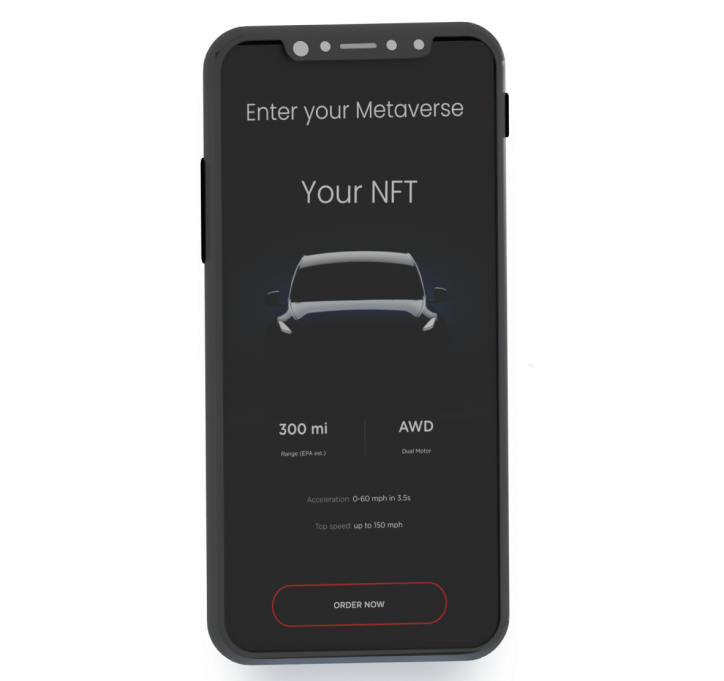 Enter your Metaverse
Your NFT
300 mi
AWD
Range (EPA est.)
Dual Motor
Acceleration 0-60 mph in 3.5s
Top speed: up to 150 mph
ORDER NOW